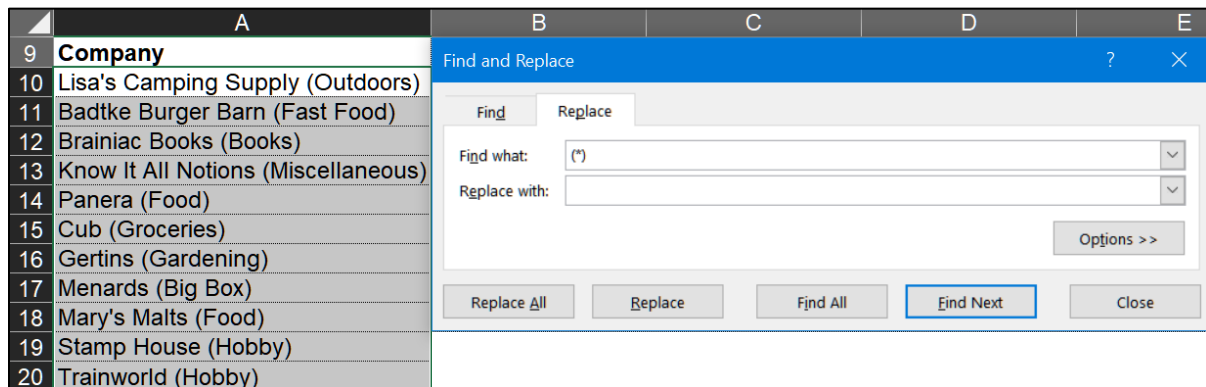 A B C D E
9 Company
10 Lisa's Camping Supply (Outdoors)
11 Badtke Burger Barn (Fast Food)
12 Brainiac Books (Books)
13 Know It All Notions (Miscellaneous)
14 Panera (Food)
15 Cub (Groceries)
16 Gertins (Gardening)
17 Menards (Big Box)
18 Mary's Malts (Food)
19 Stamp House (Hobby)
20 Trainworld (Hobby)
Find and Replace ?
Find Replace
Find what: (*)
Replace with:
Options >>
Replace All Replace Find All Find Next Close